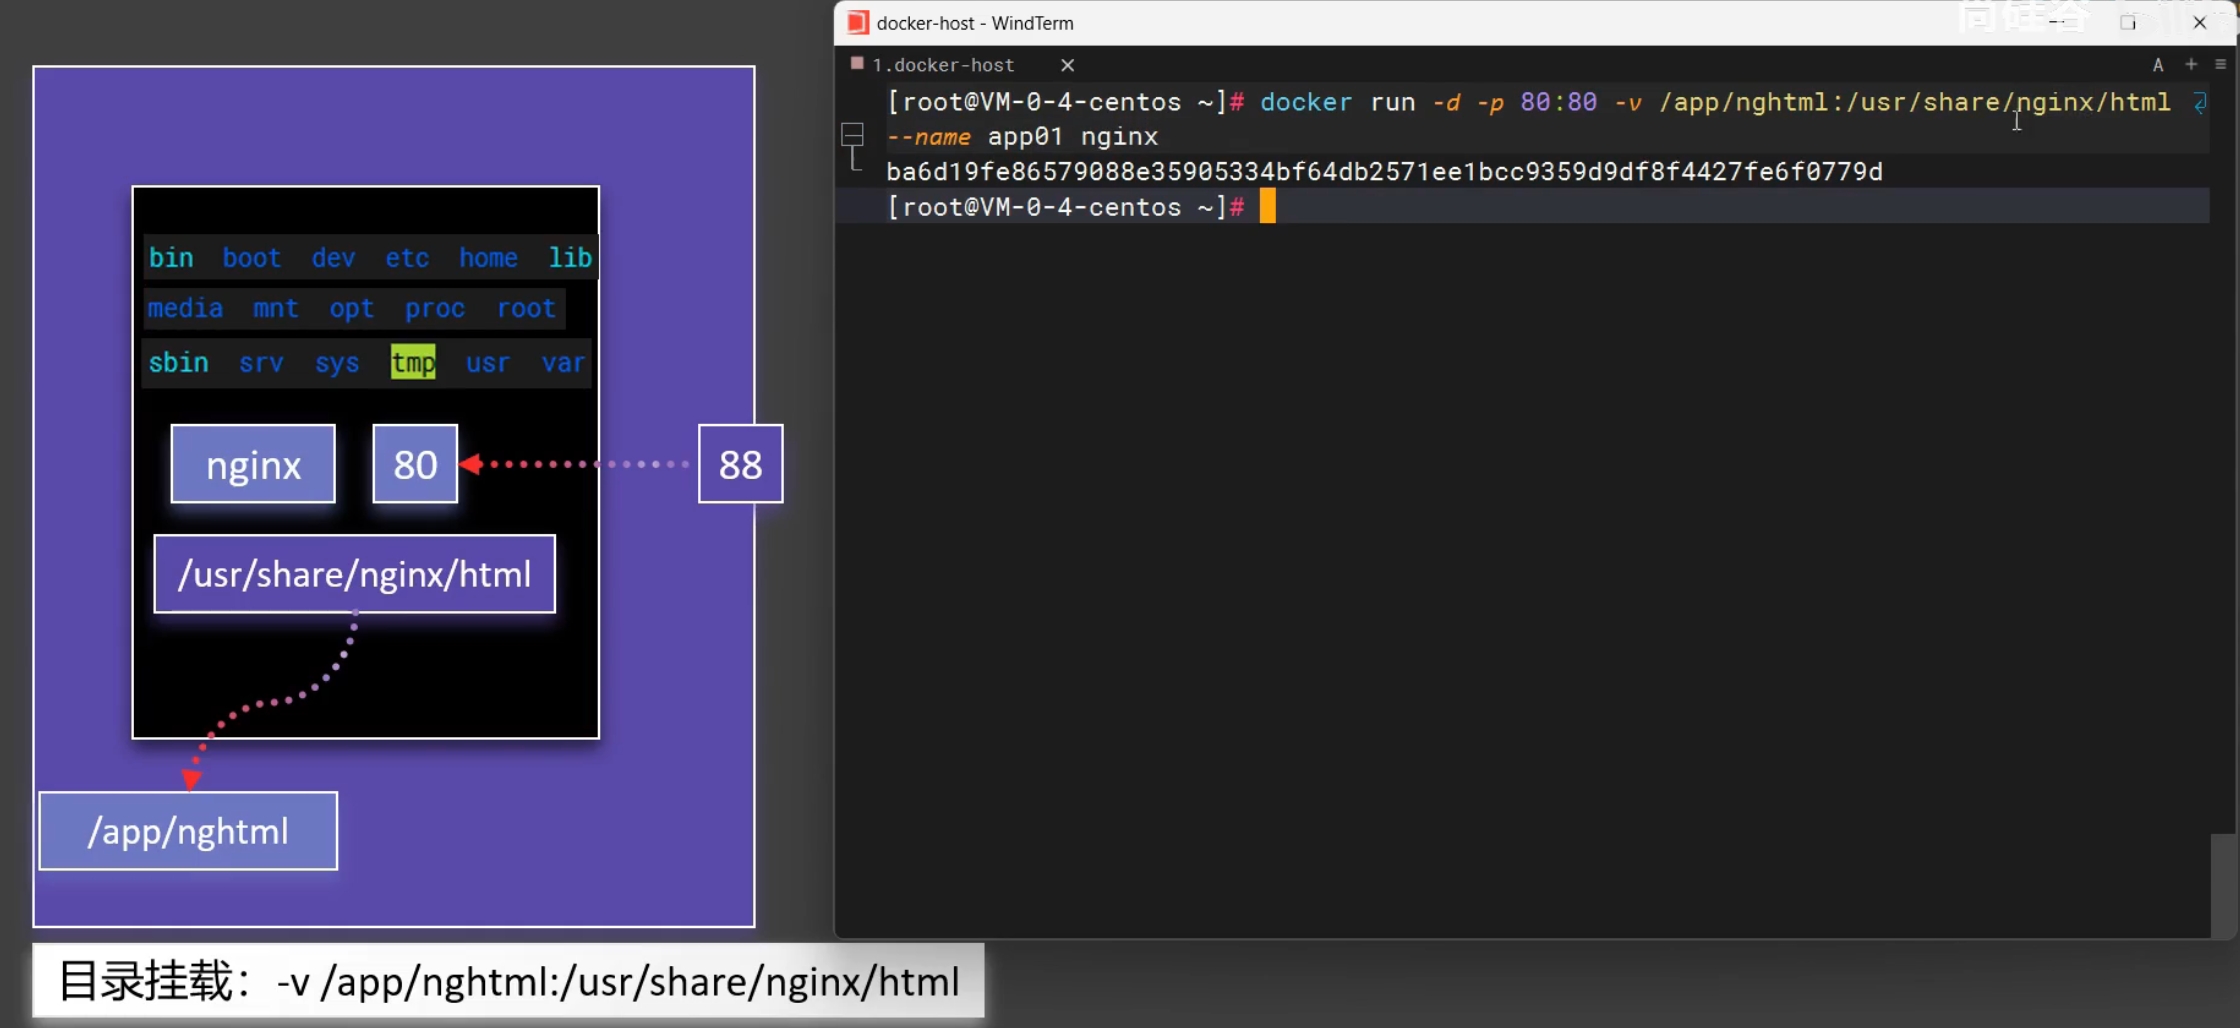 bin boot dev etc home lib
media mnt opt proc root
sbin srv sys tmp usr var
nginx 80 88
/usr/share/nginx/html
/app/nghtml
目录挂载：-v /app/nghtml:/usr/share/nginx/html
docker-host - WindTerm
尚硅谷
1.docker-host
A
[root@VM-0-4-centos ~]# docker run -d -p 80:80 -v /app/nghtml:/usr/share/nginx/html
--name app01 nginx
ba6d19fe86579088e35905334bf64db2571ee1bcc9359d9df8f4427fe6f0779d
[root@VM-0-4-centos ~]#